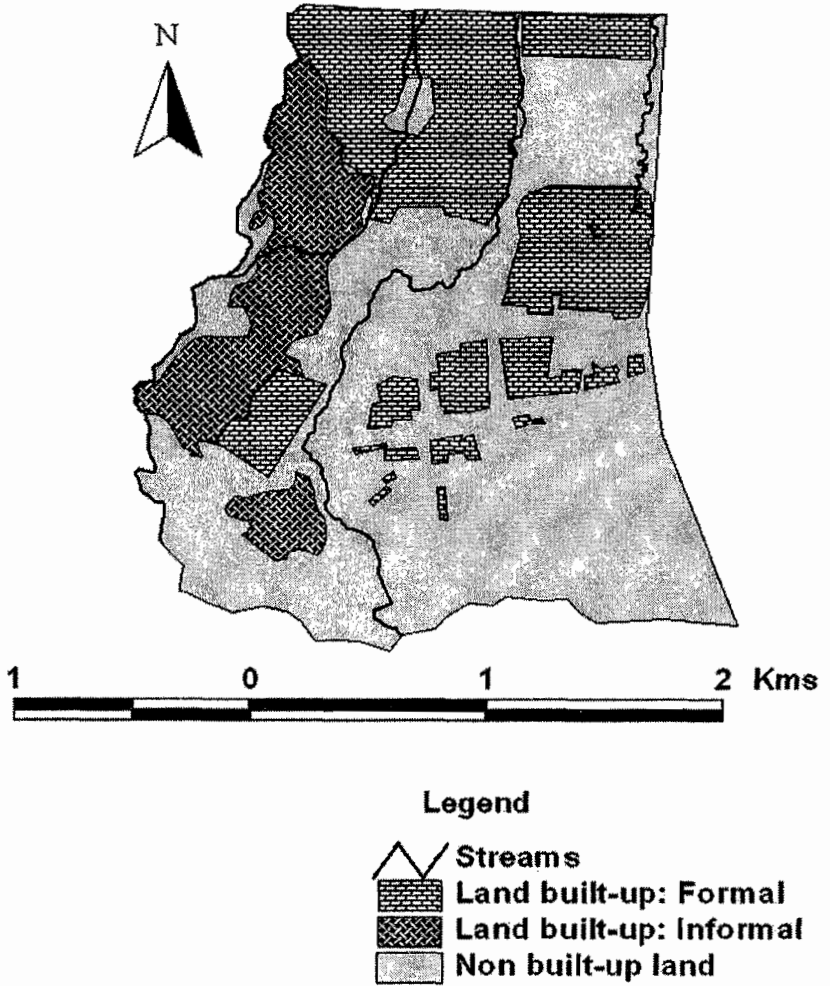 N
1 0 1 2 Kms
Legend
Streams
Land built-up: Formal
Land built-up: Informal
Non built-up land